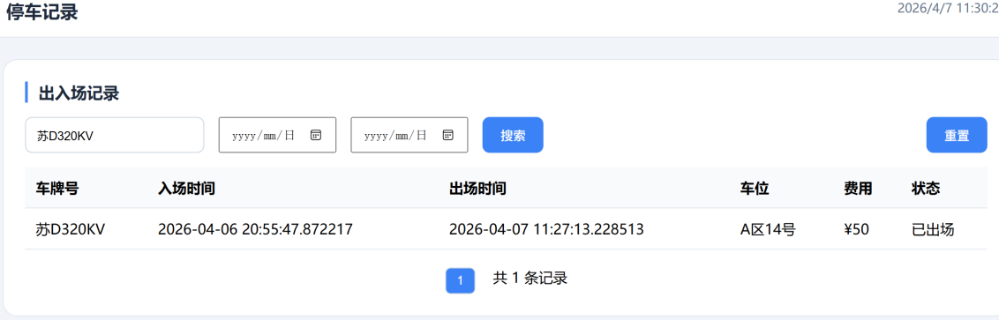 停车记录 2026/4/7 11:30:2
出入场记录
苏D320KV yyyy/mm/日 yyyy/mm/日 搜索 重置
车牌号 入场时间 出场时间 车位 费用 状态
苏D320KV 2026-04-06 20:55:47.872217 2026-04-07 11:27:13.228513 A区14号 ¥50 已出场
1 共 1 条记录